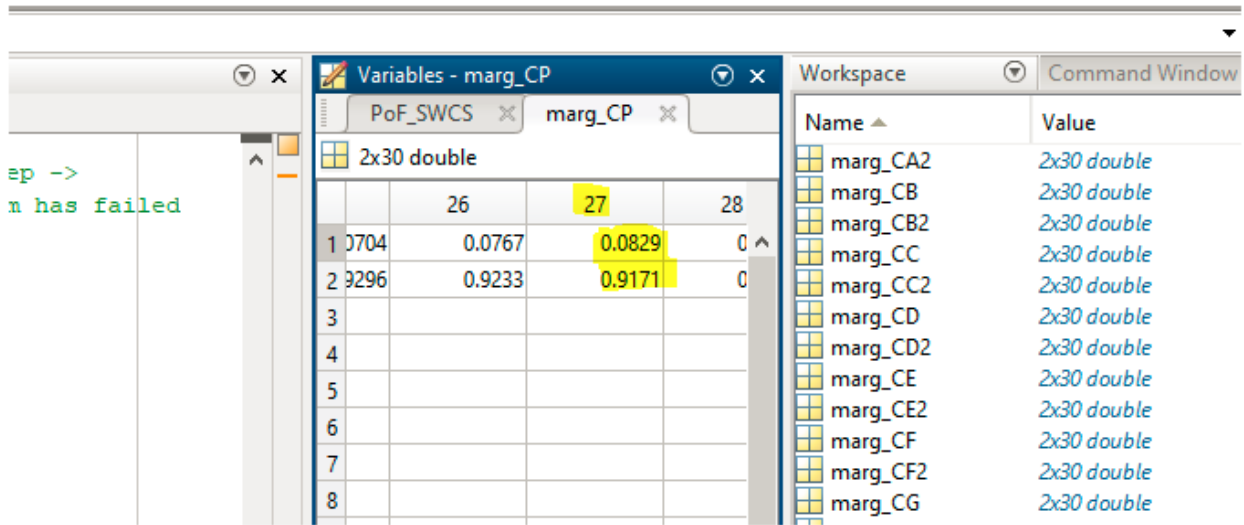 Variables - marg_CP
PoF_SWCS
marg_CP
2x30 double
26 27 28
1 0704 0.0767 0.0829 0
2 9296 0.9233 0.9171 0
3
4
5
6
7
8
ep ->
m has failed
Workspace
Command Window
Name Value
marg_CA2 2x30 double
marg_CB 2x30 double
marg_CB2 2x30 double
marg_CC 2x30 double
marg_CC2 2x30 double
marg_CD 2x30 double
marg_CD2 2x30 double
marg_CE 2x30 double
marg_CE2 2x30 double
marg_CF 2x30 double
marg_CF2 2x30 double
marg_CG 2x30 double